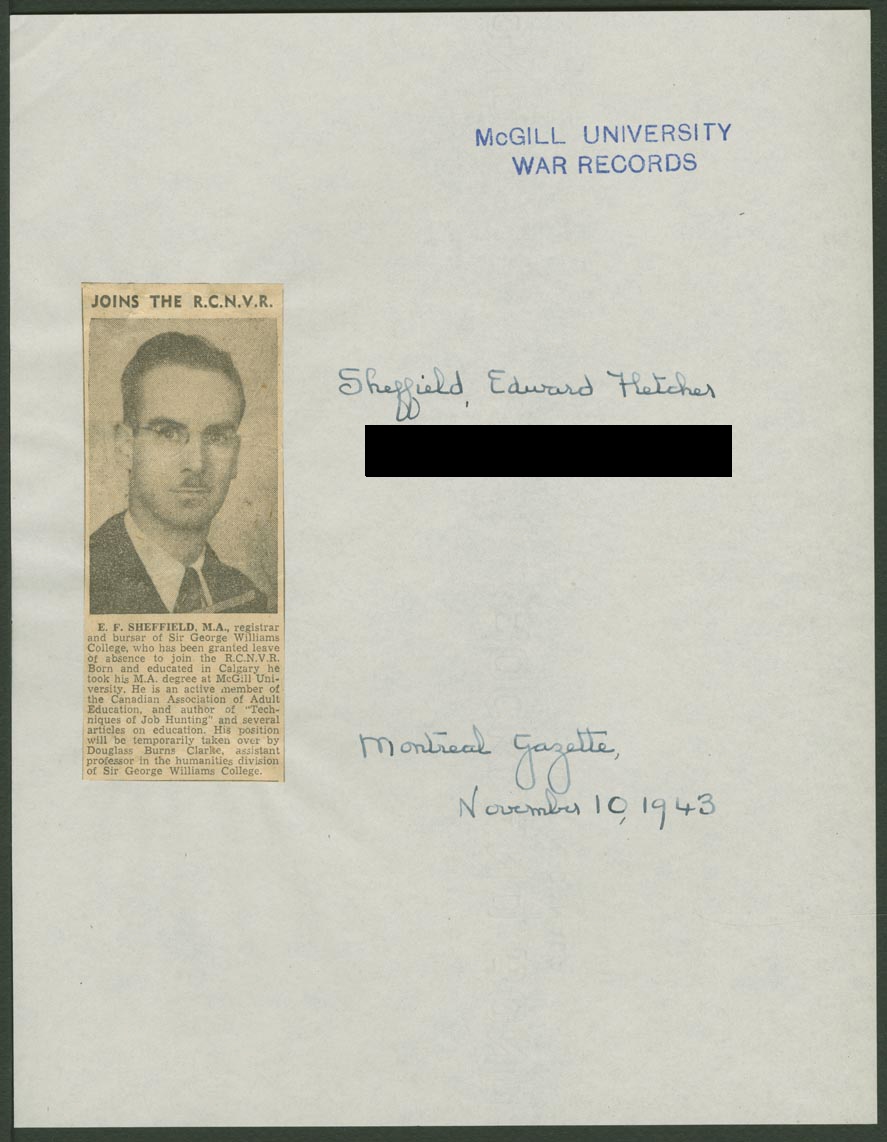 McGILL UNIVERSITY
WAR RECORDS
JOINS THE R.C.N.V.R.
Sheffield, Edward Fletcher
E. F. SHEFFIELD, M.A., registrar
and bursar of Sir George Williams
College, who has been granted leave
of absence to join the R.C.N.V.R.
Born and educated in Calgary he
took his M.A. degree at McGill Uni-
versity. He is an active member of
the Canadian Association of Adult
Education, and author of "Tech-
niques of Job Hunting" and several
articles on education. His position
will be temporarily taken over by
Douglass Burns Clarke, assistant
professor in the humanities division
of Sir George Williams College.
Montreal Gazette,
November 10, 1943